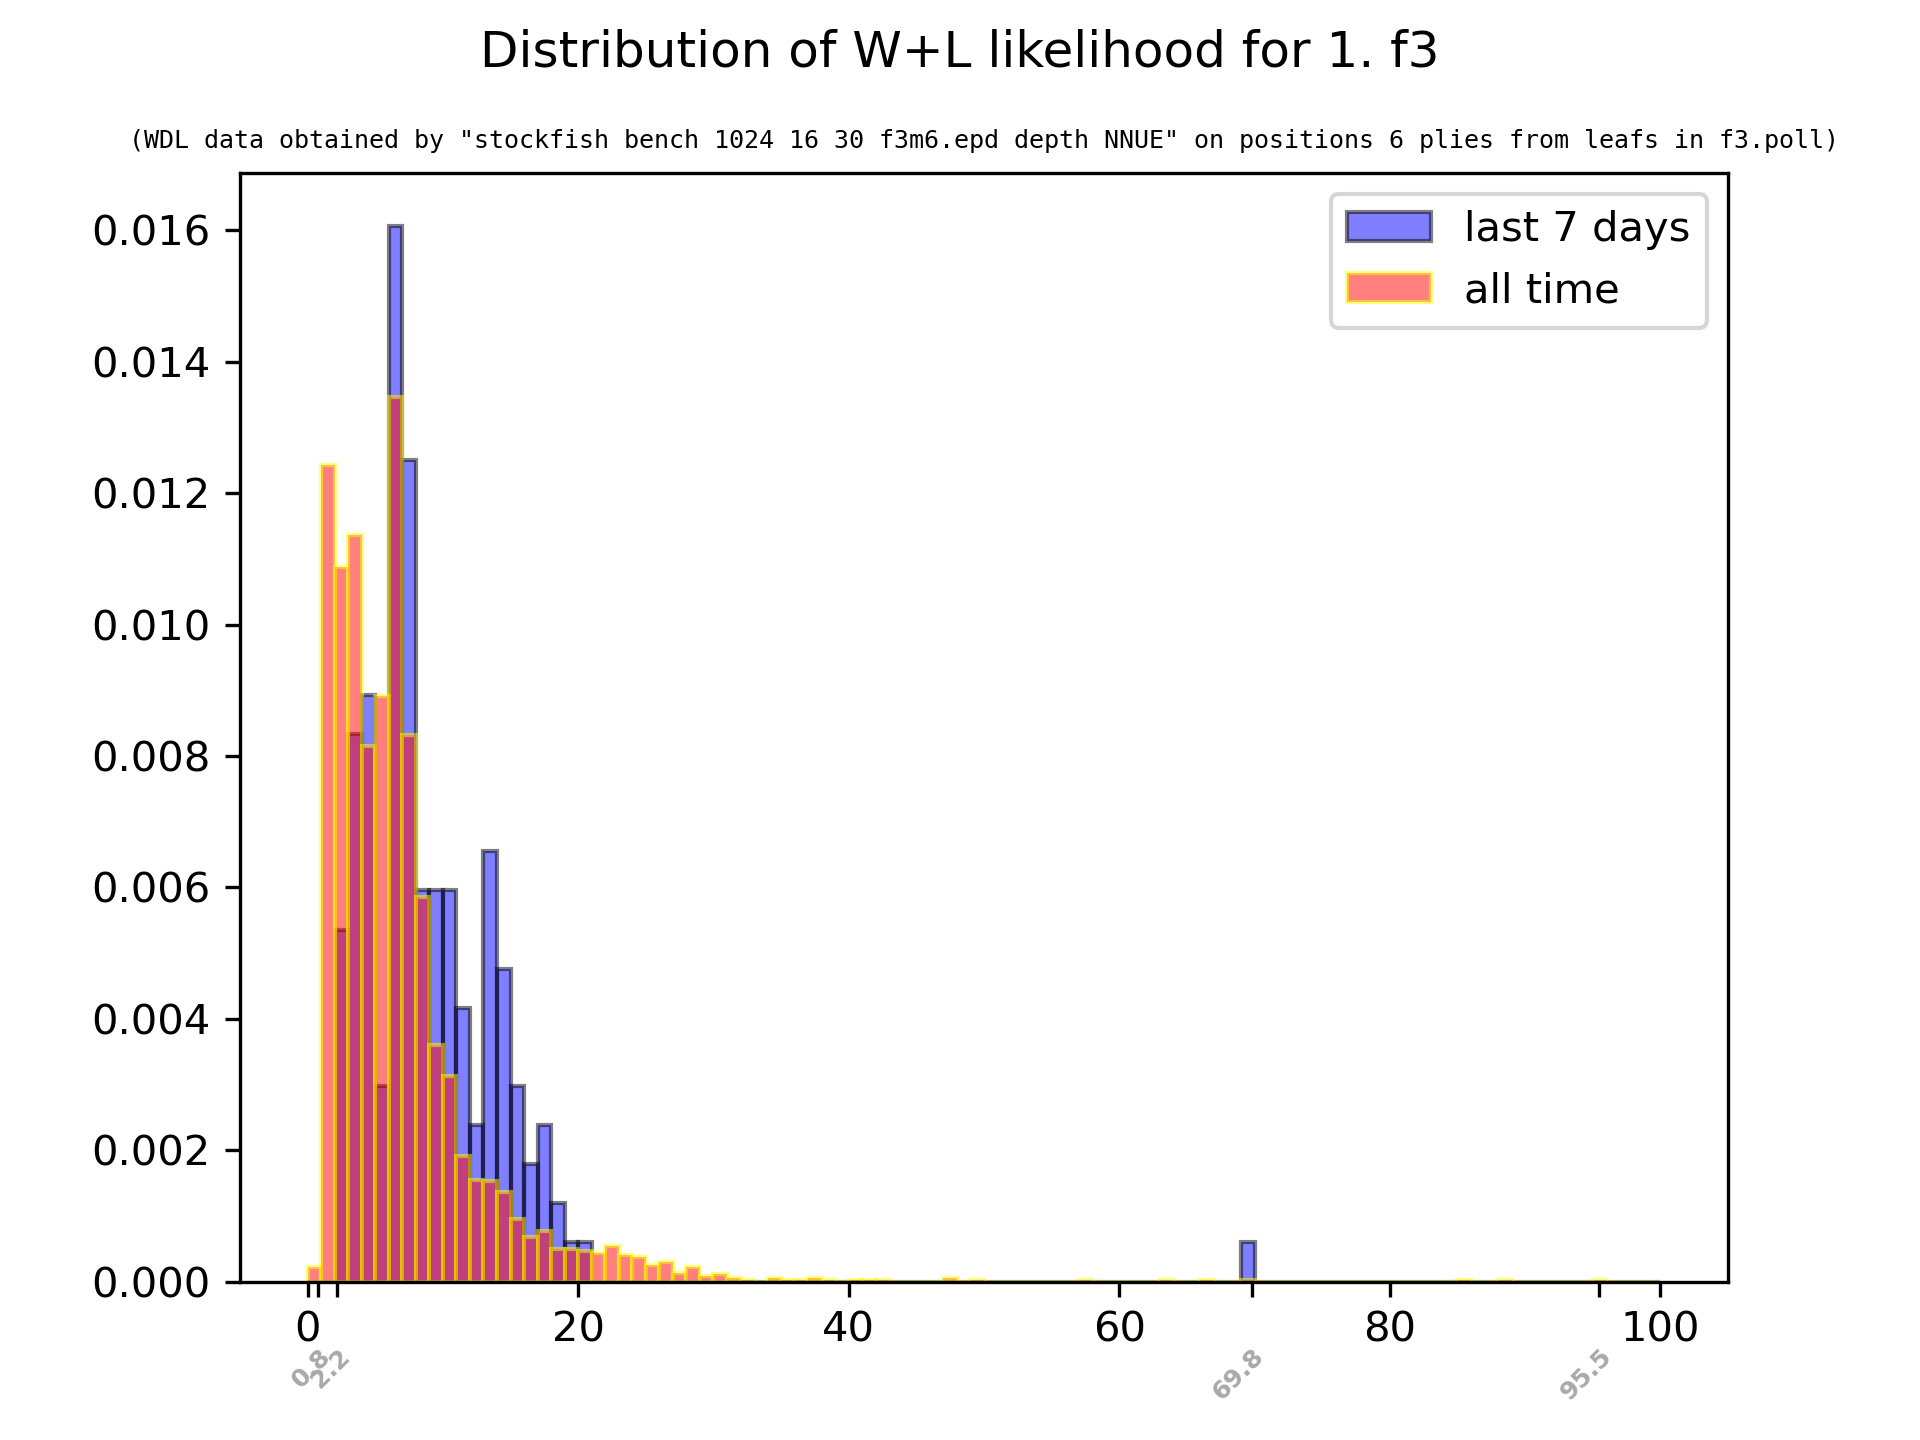 Distribution of W+L likelihood for 1. f3
(WDL data obtained by "stockfish bench 1024 16 30 f3m6.epd depth NNUE" on positions 6 plies from leafs in f3.poll)
last 7 days
all time
0.016
0.014
0.012
0.010
0.008
0.006
0.004
0.002
0.000
0 20 40 60 80 100
0.8 2.2 69.8 95.5